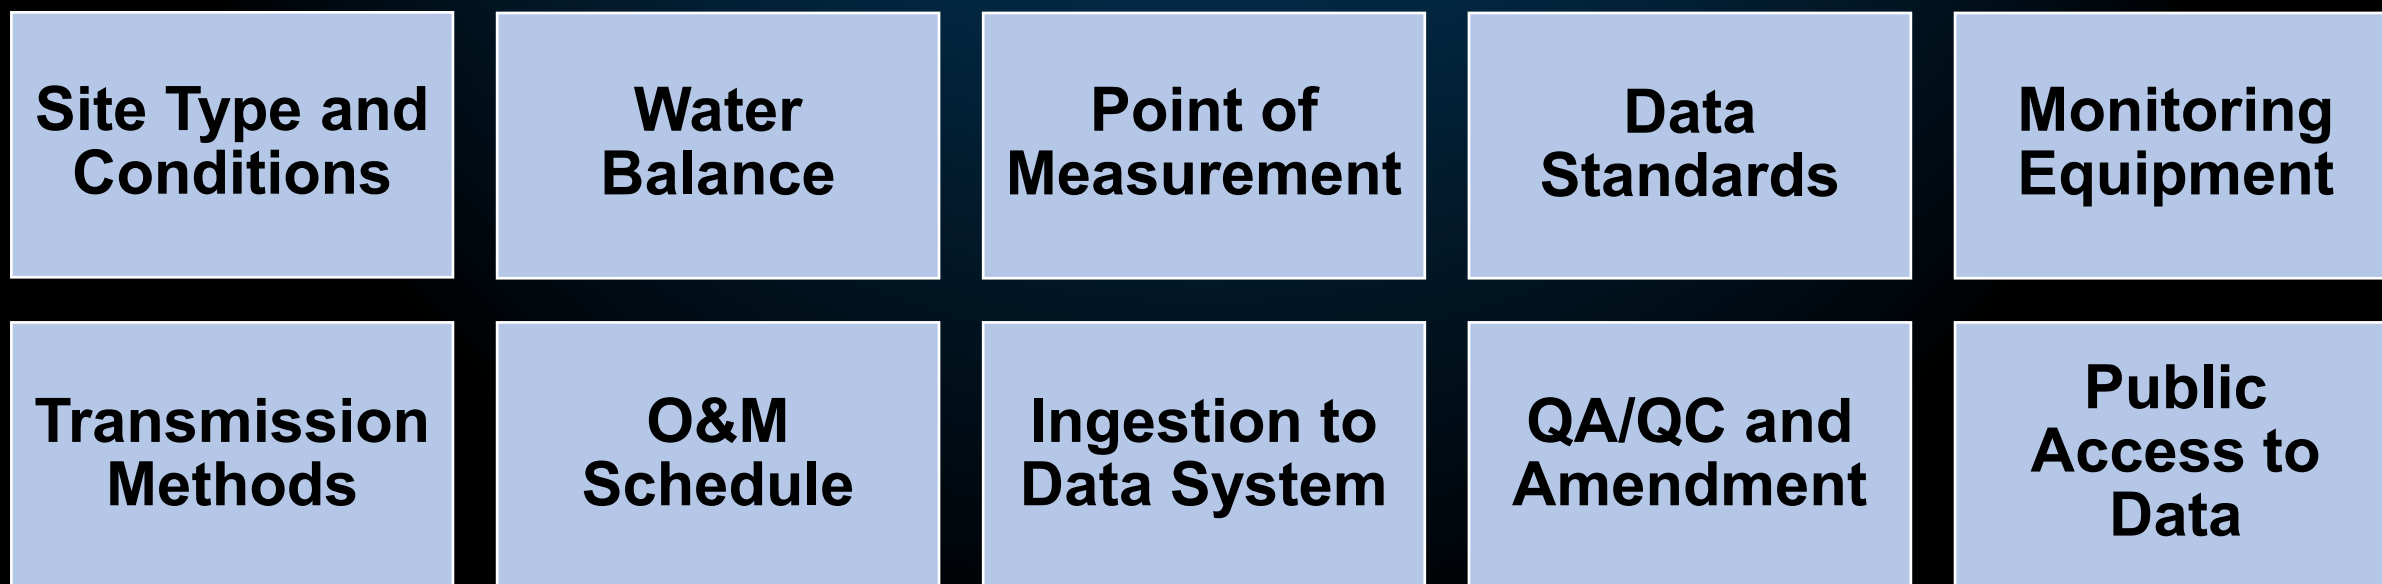 Site Type and
Conditions
Water
Balance
Point of
Measurement
Data
Standards
Monitoring
Equipment
Transmission
Methods
O&M
Schedule
Ingestion to
Data System
QA/QC and
Amendment
Public
Access to
Data